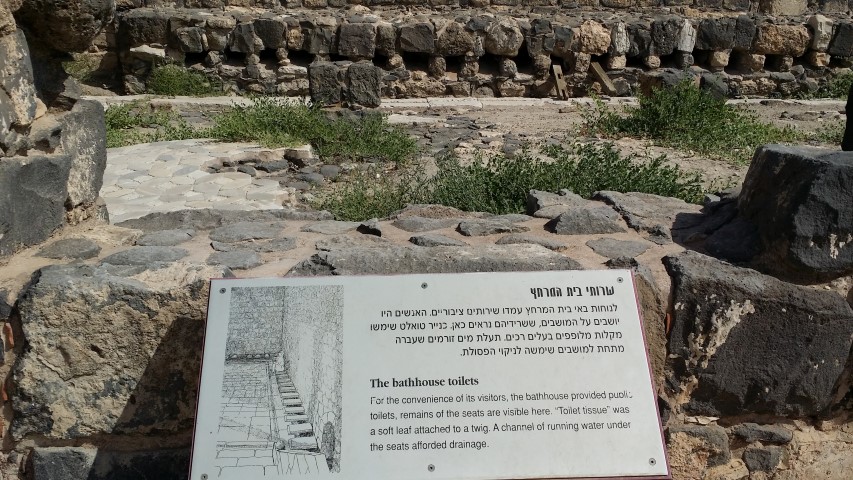 שרותי בית המרחץ
לנוחות באי בית המרחץ עמדו שירותים ציבוריים. האנשים היו
יושבים על המושבים, ששרידיהם נראים כאן. כנייר טואלט שימשו
מקלות מלופפים בעלים רכים. תעלת מים זורמים שעברה
מתחת למושבים שימשה לניקוי הפסולת.
The bathhouse toilets
For the convenience of its visitors, the bathhouse provided public
toilets, remains of the seats are visible here. "Toilet tissue" was
a soft leaf attached to a twig. A channel of running water under
the seats afforded drainage.